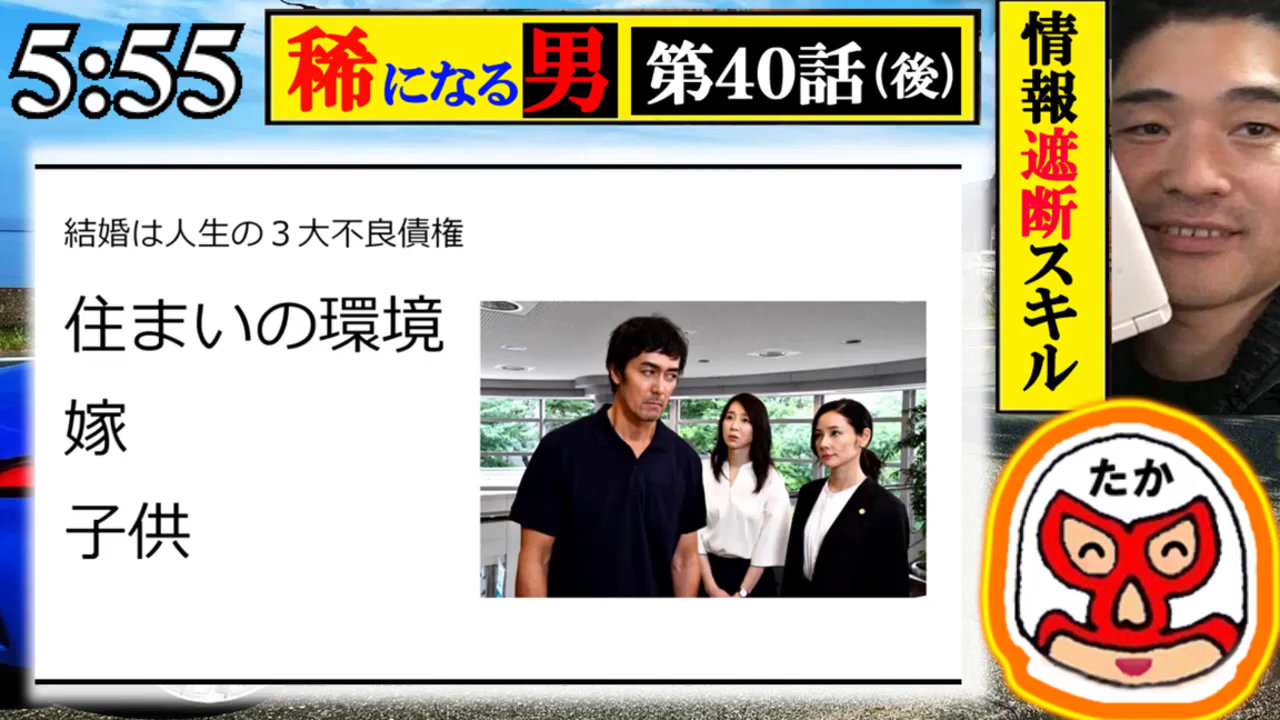 5:55
稀になる男 第40話(後)
情報遮断スキル
結婚は人生の３大不良債権
住まいの環境
嫁
子供
たか